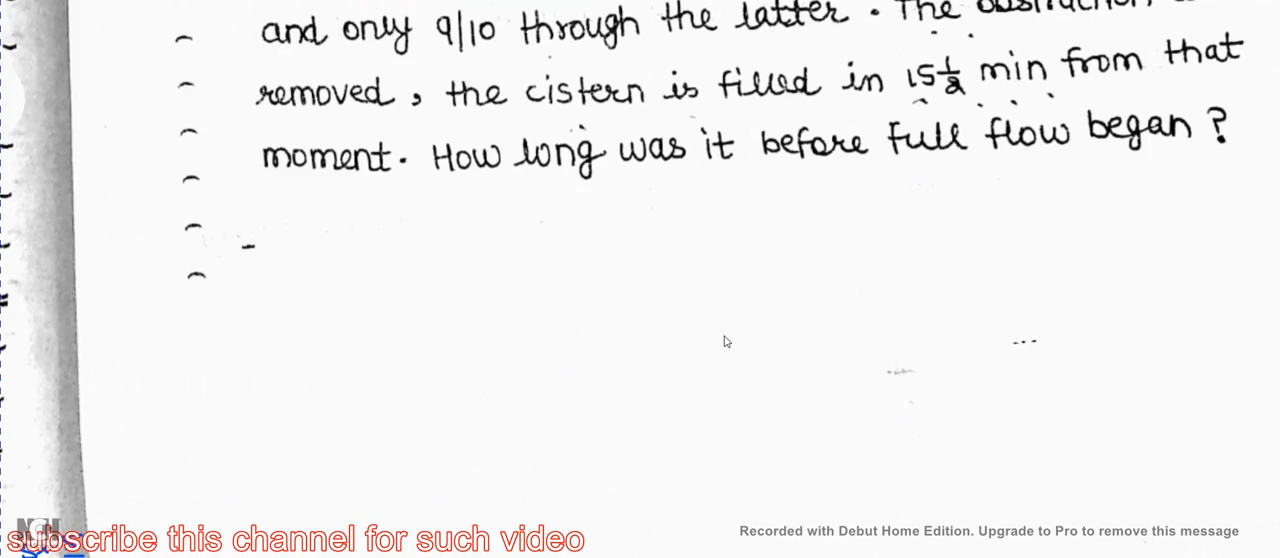 and only 9/10 through the latter. The obstruction
removed, the cistern is filled in 15½ min from that
moment. How long was it before full flow began?
subscribe this channel for such video
Recorded with Debut Home Edition. Upgrade to Pro to remove this message